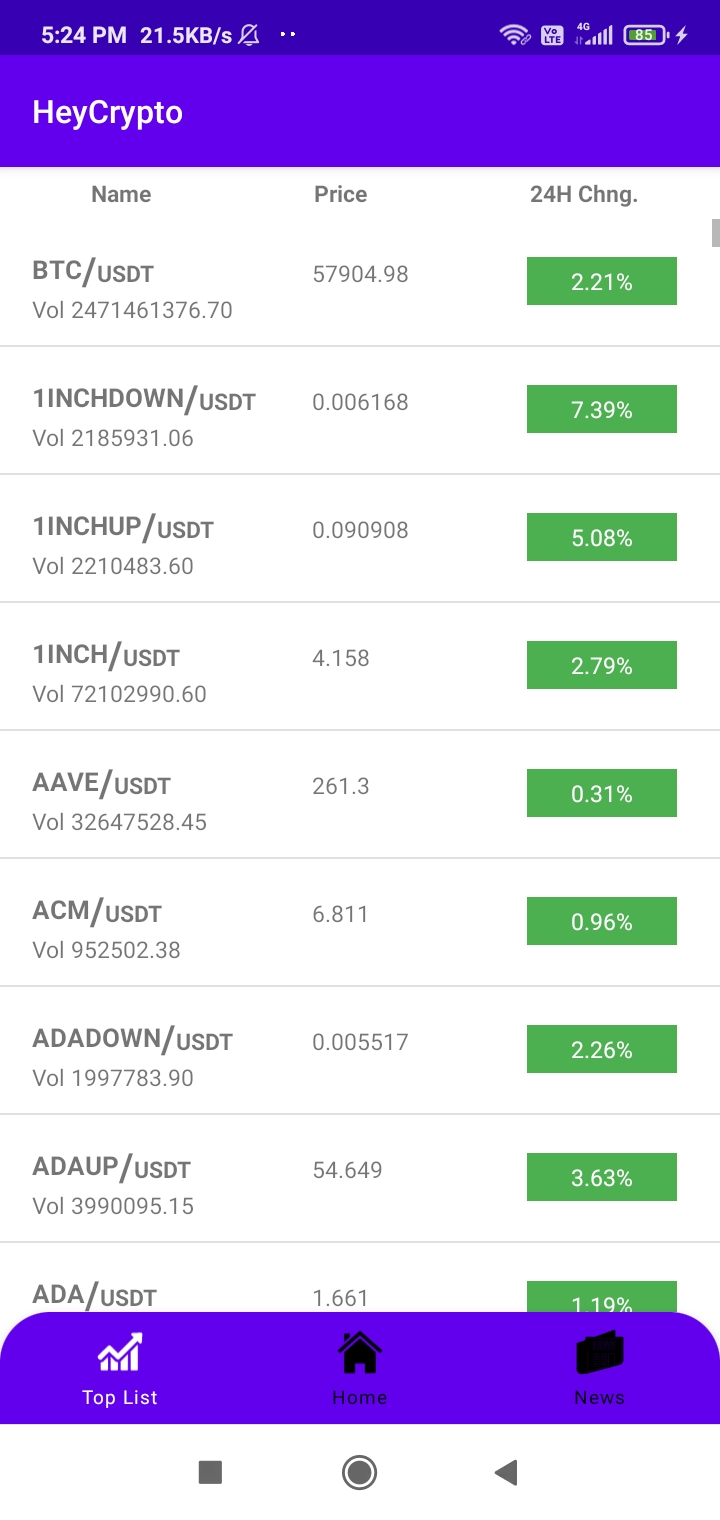 5:24 PM 21.5KB/s Vo LTE 4G 85
HeyCrypto
Name Price 24H Chng.
BTC/USDT 57904.98 2.21%
Vol 2471461376.70
1INCHDOWN/USDT 0.006168 7.39%
Vol 2185931.06
1INCHUP/USDT 0.090908 5.08%
Vol 2210483.60
1INCH/USDT 4.158 2.79%
Vol 72102990.60
AAVE/USDT 261.3 0.31%
Vol 32647528.45
ACM/USDT 6.811 0.96%
Vol 952502.38
ADADOWN/USDT 0.005517 2.26%
Vol 1997783.90
ADAUP/USDT 54.649 3.63%
Vol 3990095.15
ADA/USDT 1.661 1.19%
Top List Home News